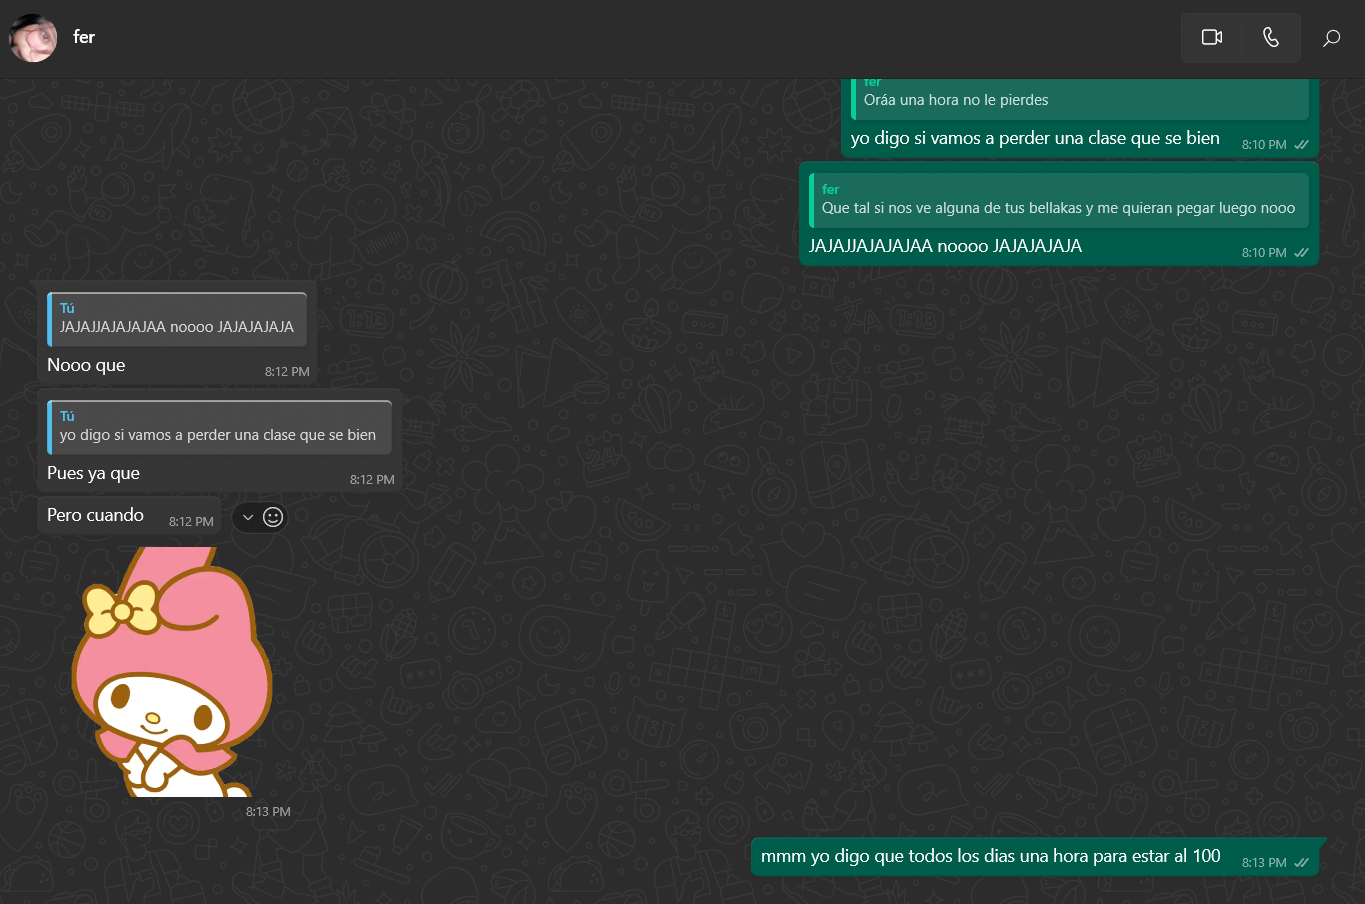 fer
fer
Oráa una hora no le pierdes
yo digo si vamos a perder una clase que se bien
8:10 PM
fer
Que tal si nos ve alguna de tus bellakas y me quieran pegar luego nooo
JAJAJJAJAJAJAA noooo JAJAJAJAJA
8:10 PM
Tú
JAJAJJAJAJAJAA noooo JAJAJAJAJA
Nooo que
8:12 PM
Tú
yo digo si vamos a perder una clase que se bien
Pues ya que
8:12 PM
Pero cuando
8:12 PM
8:13 PM
mmm yo digo que todos los dias una hora para estar al 100
8:13 PM